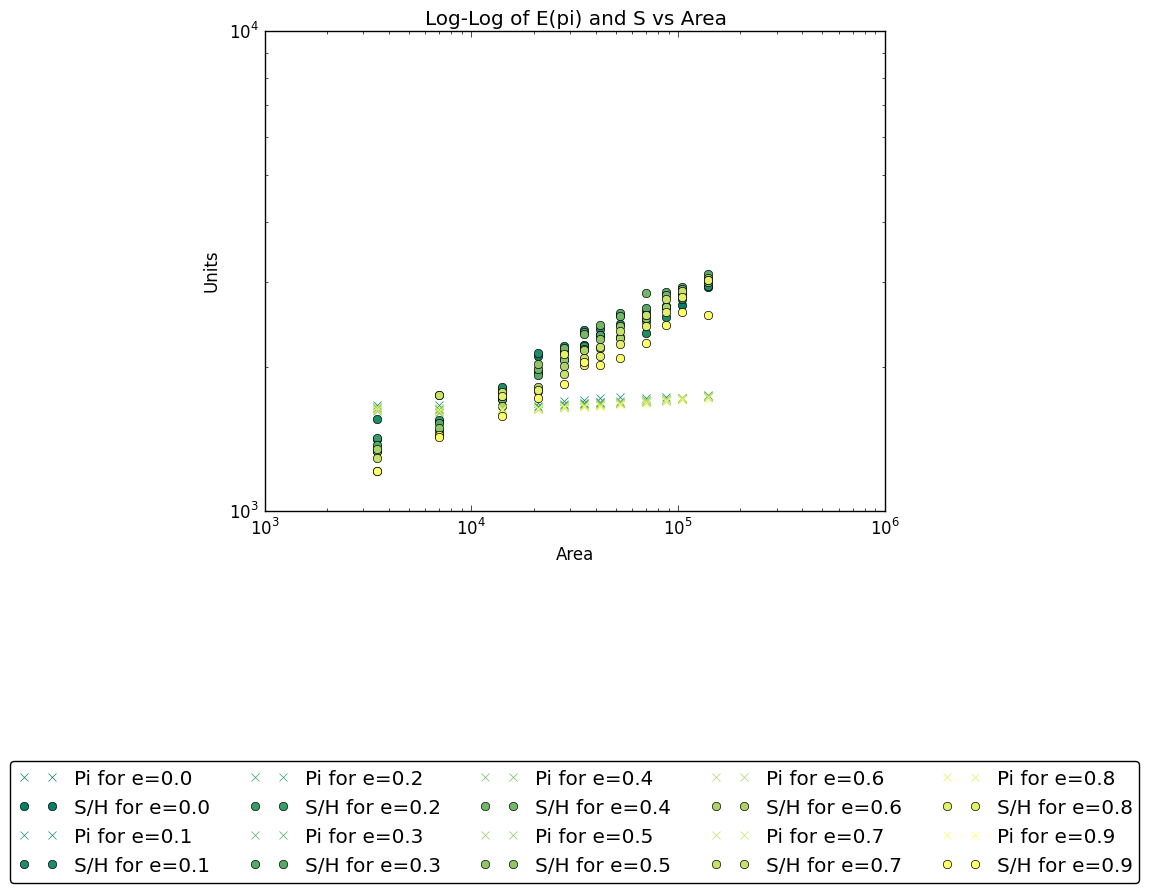 Log-Log of E(pi) and S vs Area
10^4
Units
10^3
10^3 10^4 10^5 10^6
Area
Pi for e=0.0 Pi for e=0.2 Pi for e=0.4 Pi for e=0.6 Pi for e=0.8
S/H for e=0.0 S/H for e=0.2 S/H for e=0.4 S/H for e=0.6 S/H for e=0.8
Pi for e=0.1 Pi for e=0.3 Pi for e=0.5 Pi for e=0.7 Pi for e=0.9
S/H for e=0.1 S/H for e=0.3 S/H for e=0.5 S/H for e=0.7 S/H for e=0.9